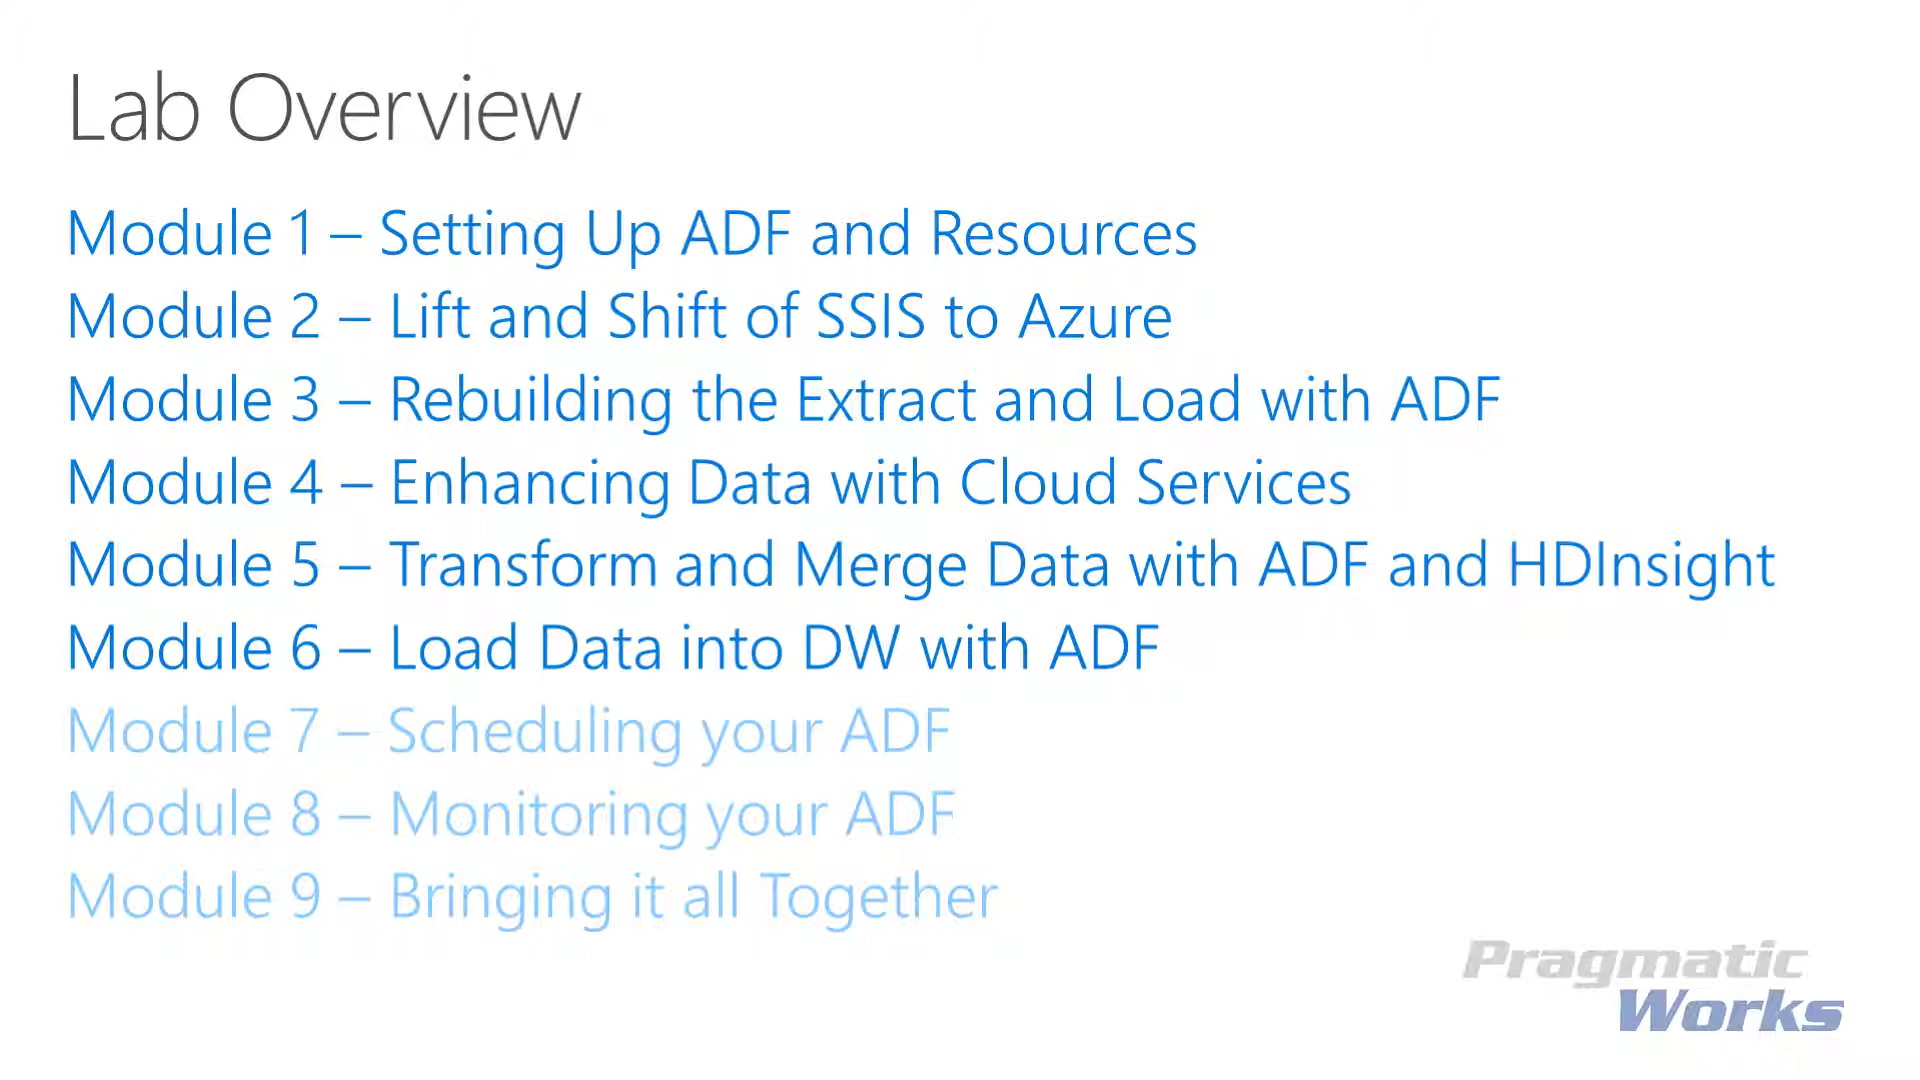 Lab Overview
Module 1 – Setting Up ADF and Resources
Module 2 – Lift and Shift of SSIS to Azure
Module 3 – Rebuilding the Extract and Load with ADF
Module 4 – Enhancing Data with Cloud Services
Module 5 – Transform and Merge Data with ADF and HDInsight
Module 6 – Load Data into DW with ADF
Module 7 – Scheduling your ADF
Module 8 – Monitoring your ADF
Module 9 – Bringing it all Together
Pragmatic
Works